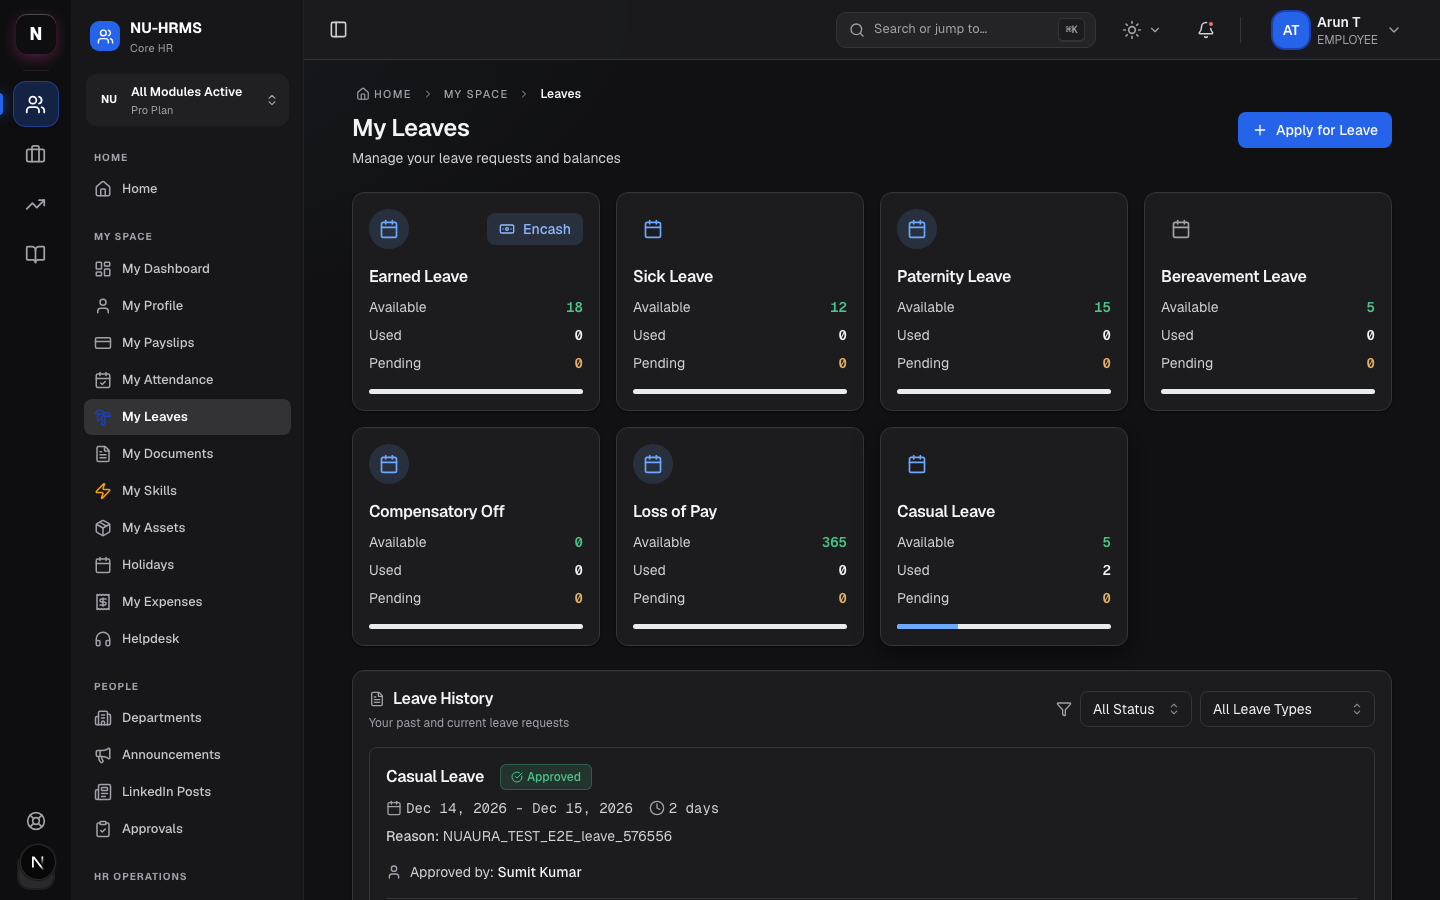 N
NU-HRMS
Core HR
NU
All Modules Active
Pro Plan
HOME
Home
MY SPACE
My Dashboard
My Profile
My Payslips
My Attendance
My Leaves
My Documents
My Skills
My Assets
Holidays
My Expenses
Helpdesk
PEOPLE
Departments
Announcements
LinkedIn Posts
Approvals
HR OPERATIONS
N
Search or jump to...
⌘K
AT
Arun T
EMPLOYEE
HOME > MY SPACE > Leaves
My Leaves
Manage your leave requests and balances
Apply for Leave
Encash
Earned Leave
Available 18
Used 0
Pending 0
Sick Leave
Available 12
Used 0
Pending 0
Paternity Leave
Available 15
Used 0
Pending 0
Bereavement Leave
Available 5
Used 0
Pending 0
Compensatory Off
Available 0
Used 0
Pending 0
Loss of Pay
Available 365
Used 0
Pending 0
Casual Leave
Available 5
Used 2
Pending 0
Leave History
Your past and current leave requests
All Status
All Leave Types
Casual Leave Approved
Dec 14, 2026 - Dec 15, 2026 2 days
Reason: NUAURA_TEST_E2E_leave_576556
Approved by: Sumit Kumar